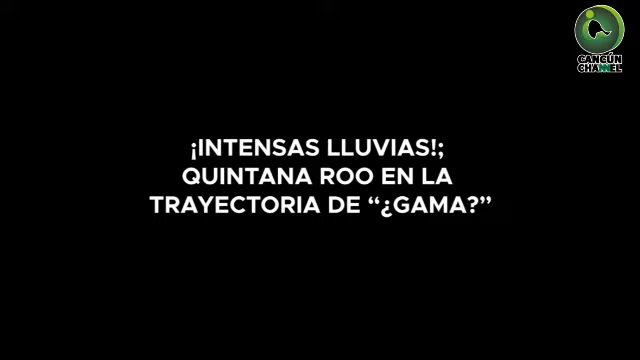 CANCÚN
CHANNEL
¡INTENSAS LLUVIAS!;
QUINTANA ROO EN LA
TRAYECTORIA DE “¿GAMA?”